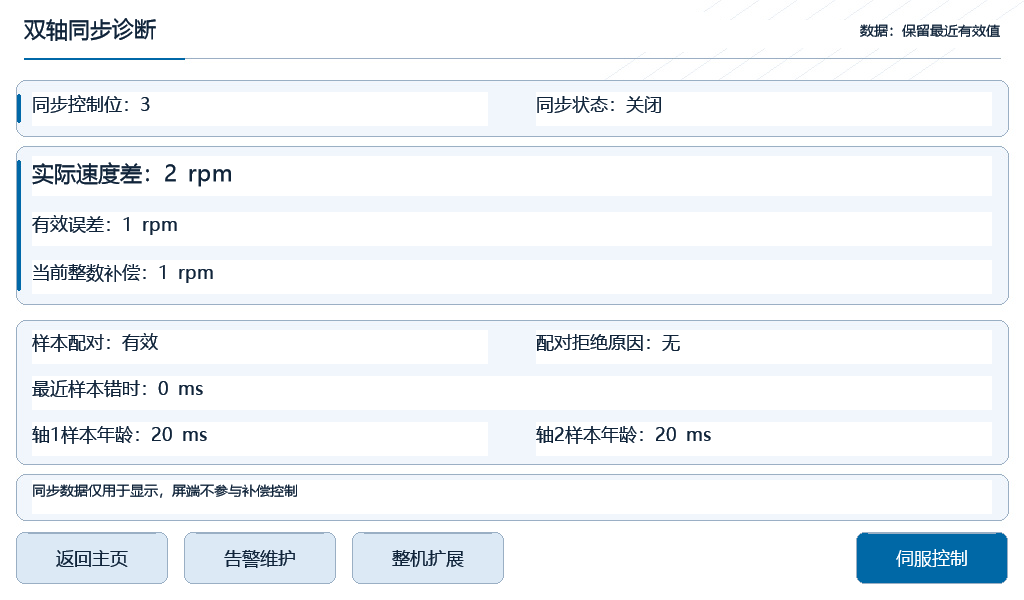 双轴同步诊断
数据：保留最近有效值
同步控制位：3
同步状态：关闭
实际速度差：2 rpm
有效误差：1 rpm
当前整数补偿：1 rpm
样本配对：有效
配对拒绝原因：无
最近样本错时：0 ms
轴1样本年龄：20 ms
轴2样本年龄：20 ms
同步数据仅用于显示，屏端不参与补偿控制
返回主页
告警维护
整机扩展
伺服控制